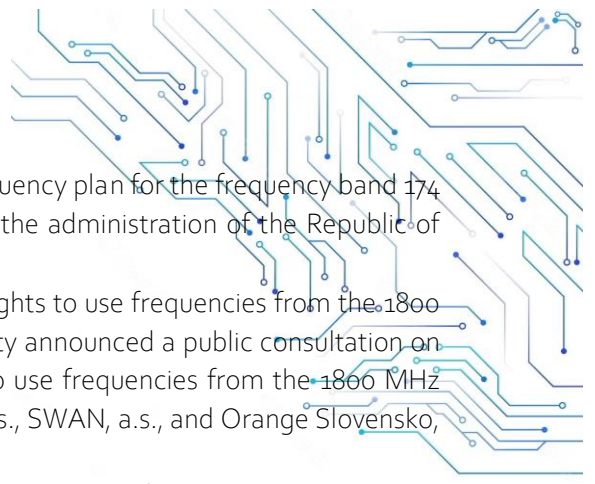 quency plan for the frequency band 174
the administration of the Republic of
ghts to use frequencies from the 1800
ty announced a public consultation on
o use frequencies from the 1800 MHz
s., SWAN, a.s., and Orange Slovensko,